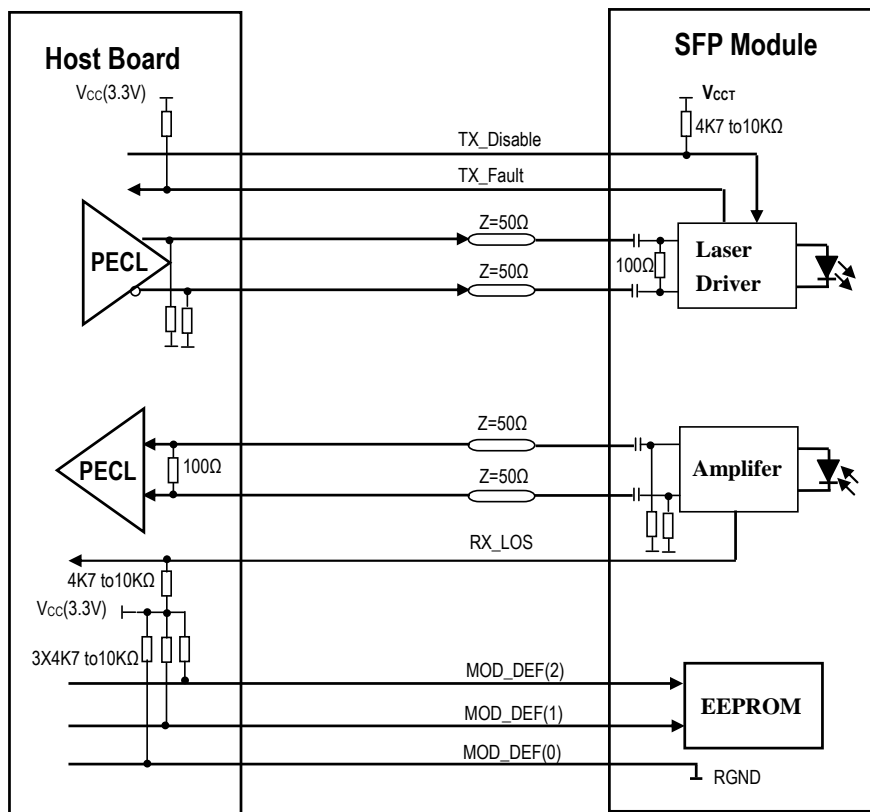 Host Board
SFP Module
VCC(3.3V)
VCCT
4K7 to10KΩ
TX_Disable
TX_Fault
Z=50Ω
PECL
100Ω
Laser
Driver
Z=50Ω
Z=50Ω
PECL
100Ω
Z=50Ω
Amplifer
RX_LOS
4K7 to10KΩ
VCC(3.3V)
3X4K7 to10KΩ
MOD_DEF(2)
EEPROM
MOD_DEF(1)
MOD_DEF(0)
RGND